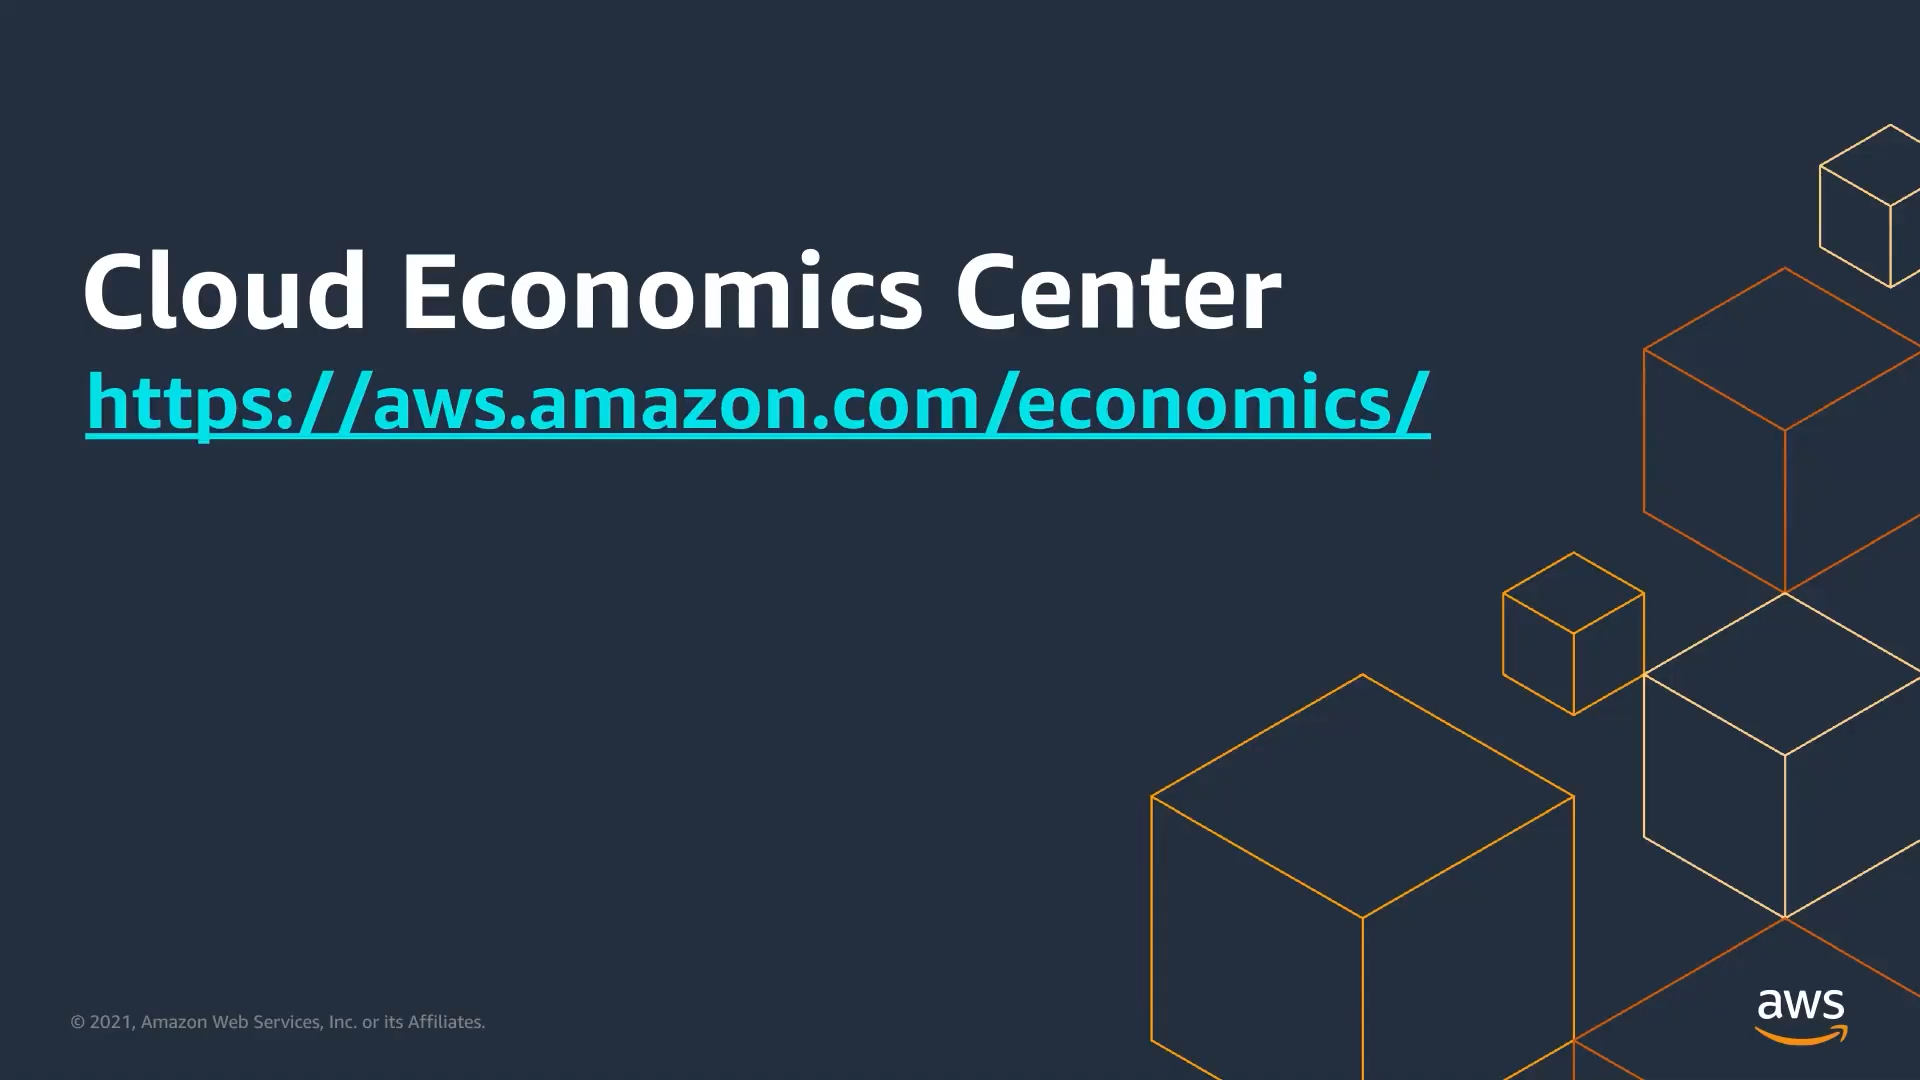 Cloud Economics Center
https://aws.amazon.com/economics/
© 2021, Amazon Web Services, Inc. or its Affiliates.
aws